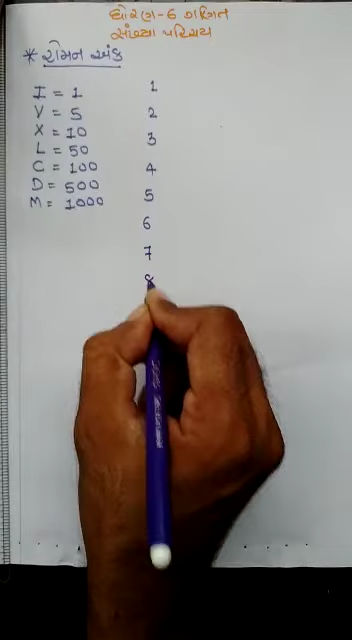 ધોરણ-6 ગણિત
સંખ્યા પરિચય
* રોમન અંક
I = 1
V = 5
X = 10
L = 50
C = 100
D = 500
M = 1000
1
2
3
4
5
6
7
8